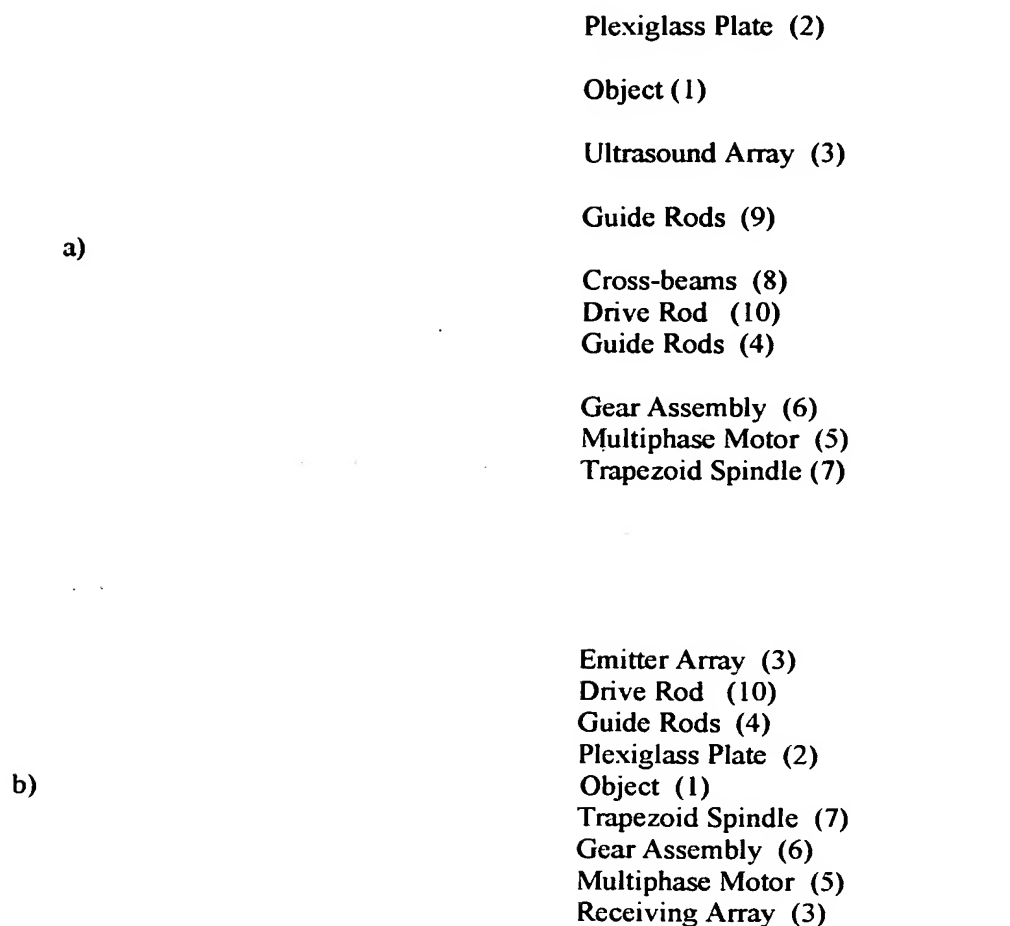 Plexiglass Plate (2)
Object (1)
Ultrasound Array (3)
Guide Rods (9)
a)
Cross-beams (8)
Drive Rod (10)
Guide Rods (4)
Gear Assembly (6)
Multiphase Motor (5)
Trapezoid Spindle (7)
Emitter Array (3)
Drive Rod (10)
Guide Rods (4)
Plexiglass Plate (2)
b)
Object (1)
Trapezoid Spindle (7)
Gear Assembly (6)
Multiphase Motor (5)
Receiving Array (3)